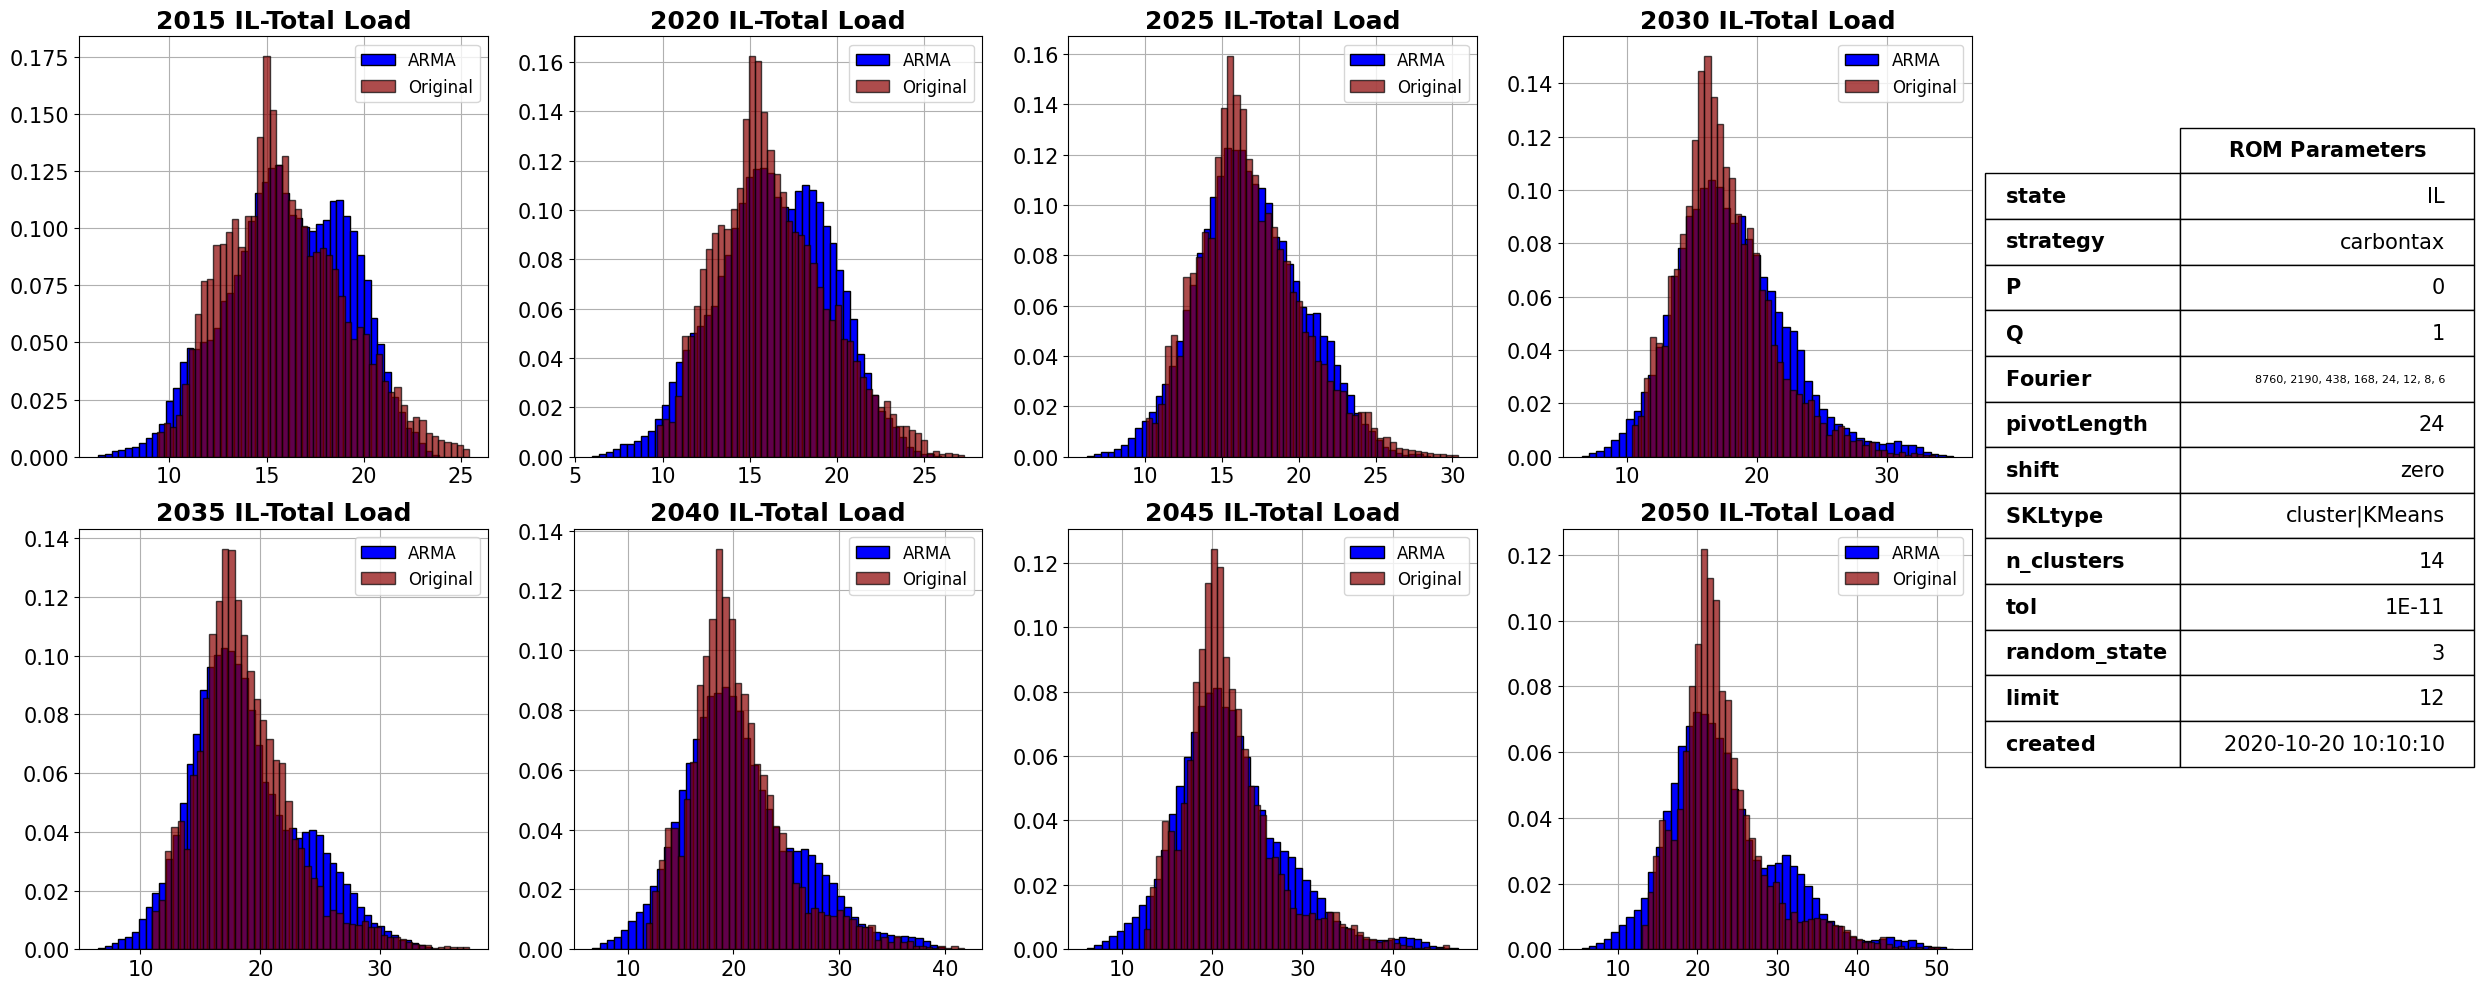 2015 IL-Total Load
0.175
0.150
0.125
0.100
0.075
0.050
0.025
0.000
10 15 20 25
ARMA
Original
2020 IL-Total Load
0.16
0.14
0.12
0.10
0.08
0.06
0.04
0.02
0.00
5 10 15 20 25
ARMA
Original
2025 IL-Total Load
0.16
0.14
0.12
0.10
0.08
0.06
0.04
0.02
0.00
10 15 20 25 30
ARMA
Original
2030 IL-Total Load
0.14
0.12
0.10
0.08
0.06
0.04
0.02
0.00
10 20 30
ARMA
Original
2035 IL-Total Load
0.14
0.12
0.10
0.08
0.06
0.04
0.02
0.00
10 20 30
ARMA
Original
2040 IL-Total Load
0.14
0.12
0.10
0.08
0.06
0.04
0.02
0.00
10 20 30 40
ARMA
Original
2045 IL-Total Load
0.12
0.10
0.08
0.06
0.04
0.02
0.00
10 20 30 40
ARMA
Original
2050 IL-Total Load
0.12
0.10
0.08
0.06
0.04
0.02
0.00
10 20 30 40 50
ARMA
Original
ROM Parameters
state IL
strategy carbontax
P 0
Q 1
Fourier 8760, 2190, 438, 168, 24, 12, 8, 6
pivotLength 24
shift zero
SKLtype cluster|KMeans
n_clusters 14
tol 1E-11
random_state 3
limit 12
created 2020-10-20 10:10:10